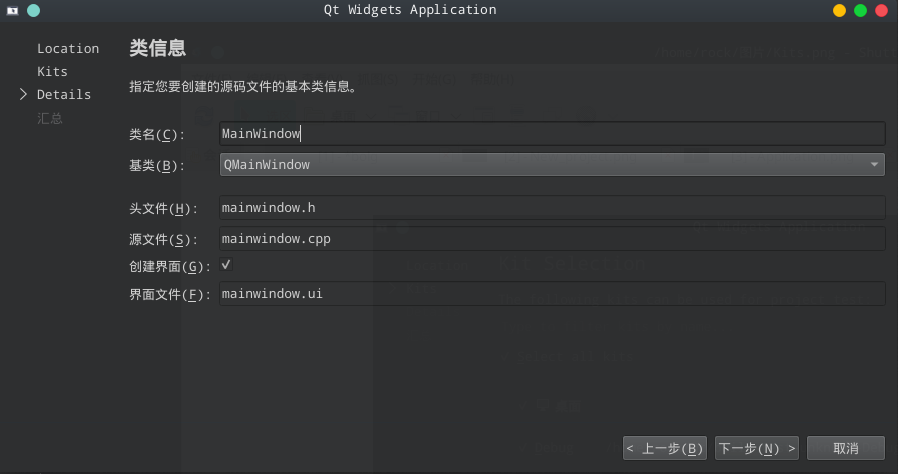 Qt Widgets Application
Location
Kits
Details
汇总
类信息
指定您要创建的源码文件的基本类信息。
类名(C): MainWindow
基类(B): QMainWindow
头文件(H): mainwindow.h
源文件(S): mainwindow.cpp
创建界面(G): ✓
界面文件(F): mainwindow.ui
Kit Selection
< 上一步(B) 下一步(N) > 取消